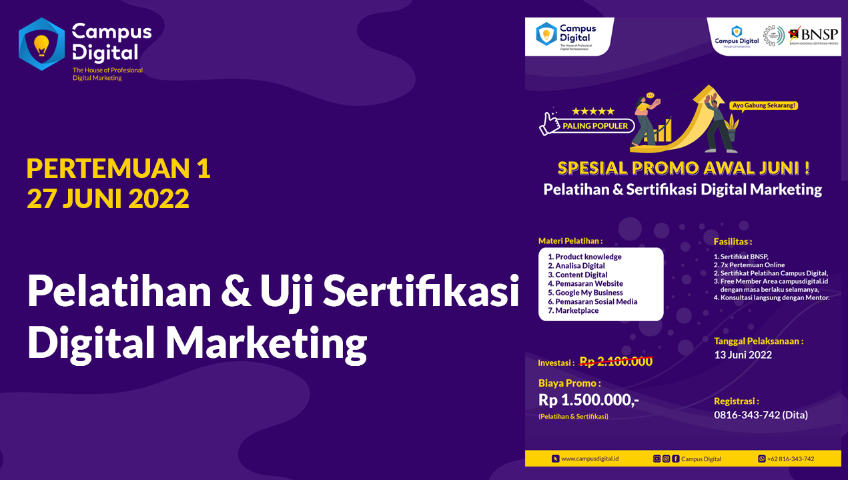 Campus
Digital
The House of Profesional
Digital Marketing
PERTEMUAN 1
27 JUNI 2022
Pelatihan & Uji Sertifikasi
Digital Marketing
Campus
Digital
The House of Profesional
Campus Digital
BNSP
Ayo Gabung Sekarang!
PALING POPULER
SPESIAL PROMO AWAL JUNI !
Pelatihan & Sertifikasi Digital Marketing
Materi Pelatihan :
1. Product knowledge
2. Analisa Digital
3. Content Digital
4. Pemasaran Website
5. Google My Business
6. Pemasaran Sosial Media
7. Marketplace
Fasilitas :
1. Sertifikat BNSP,
2. 7x Pertemuan Online
2. Sertifikat Pelatihan Campus Digital,
3. Free Member Area campusdigital.id
dengan masa berlaku selamanya,
4. Konsultasi langsung dengan Mentor.
Investasi : Rp 2.100.000
Biaya Promo :
Rp 1.500.000,-
(Pelatihan & Sertifikasi)
Tanggal Pelaksanaan :
13 Juni 2022
Registrasi :
0816-343-742 (Dita)
www.campusdigital.id
Campus Digital
+62 816-343-742